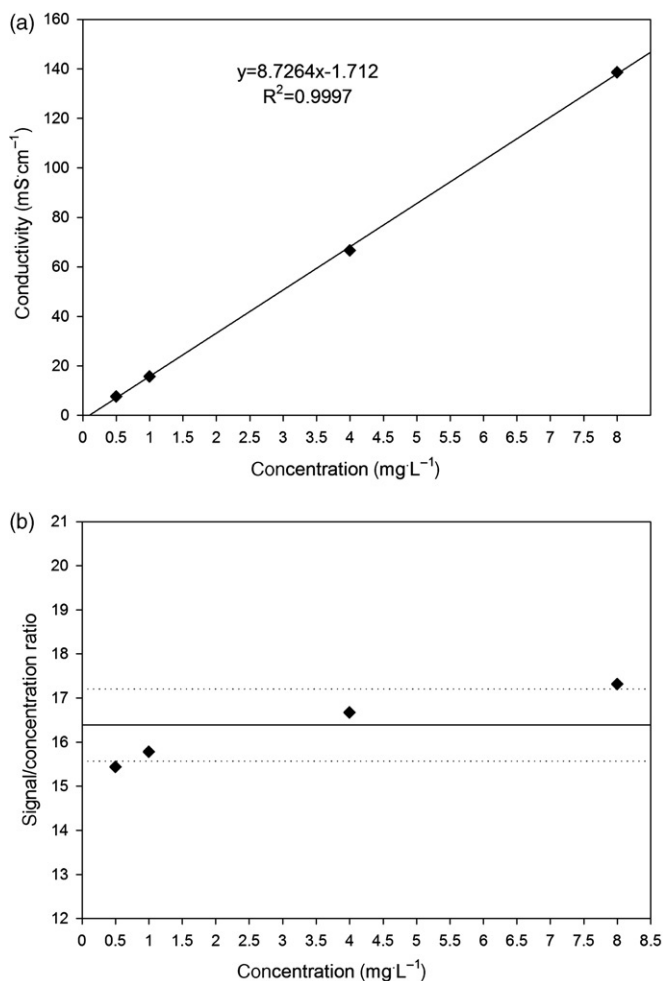 (a)
160
140
120
100
80
60
40
20
0
Conductivity (mS·cm⁻¹)
y=8.7264x-1.712
R²=0.9997
0 0.5 1 1.5 2 2.5 3 3.5 4 4.5 5 5.5 6 6.5 7 7.5 8 8.5
Concentration (mg·L⁻¹)
(b)
21
20
19
18
17
16
15
14
13
12
Signal/concentration ratio
0 0.5 1 1.5 2 2.5 3 3.5 4 4.5 5 5.5 6 6.5 7 7.5 8 8.5
Concentration (mg·L⁻¹)